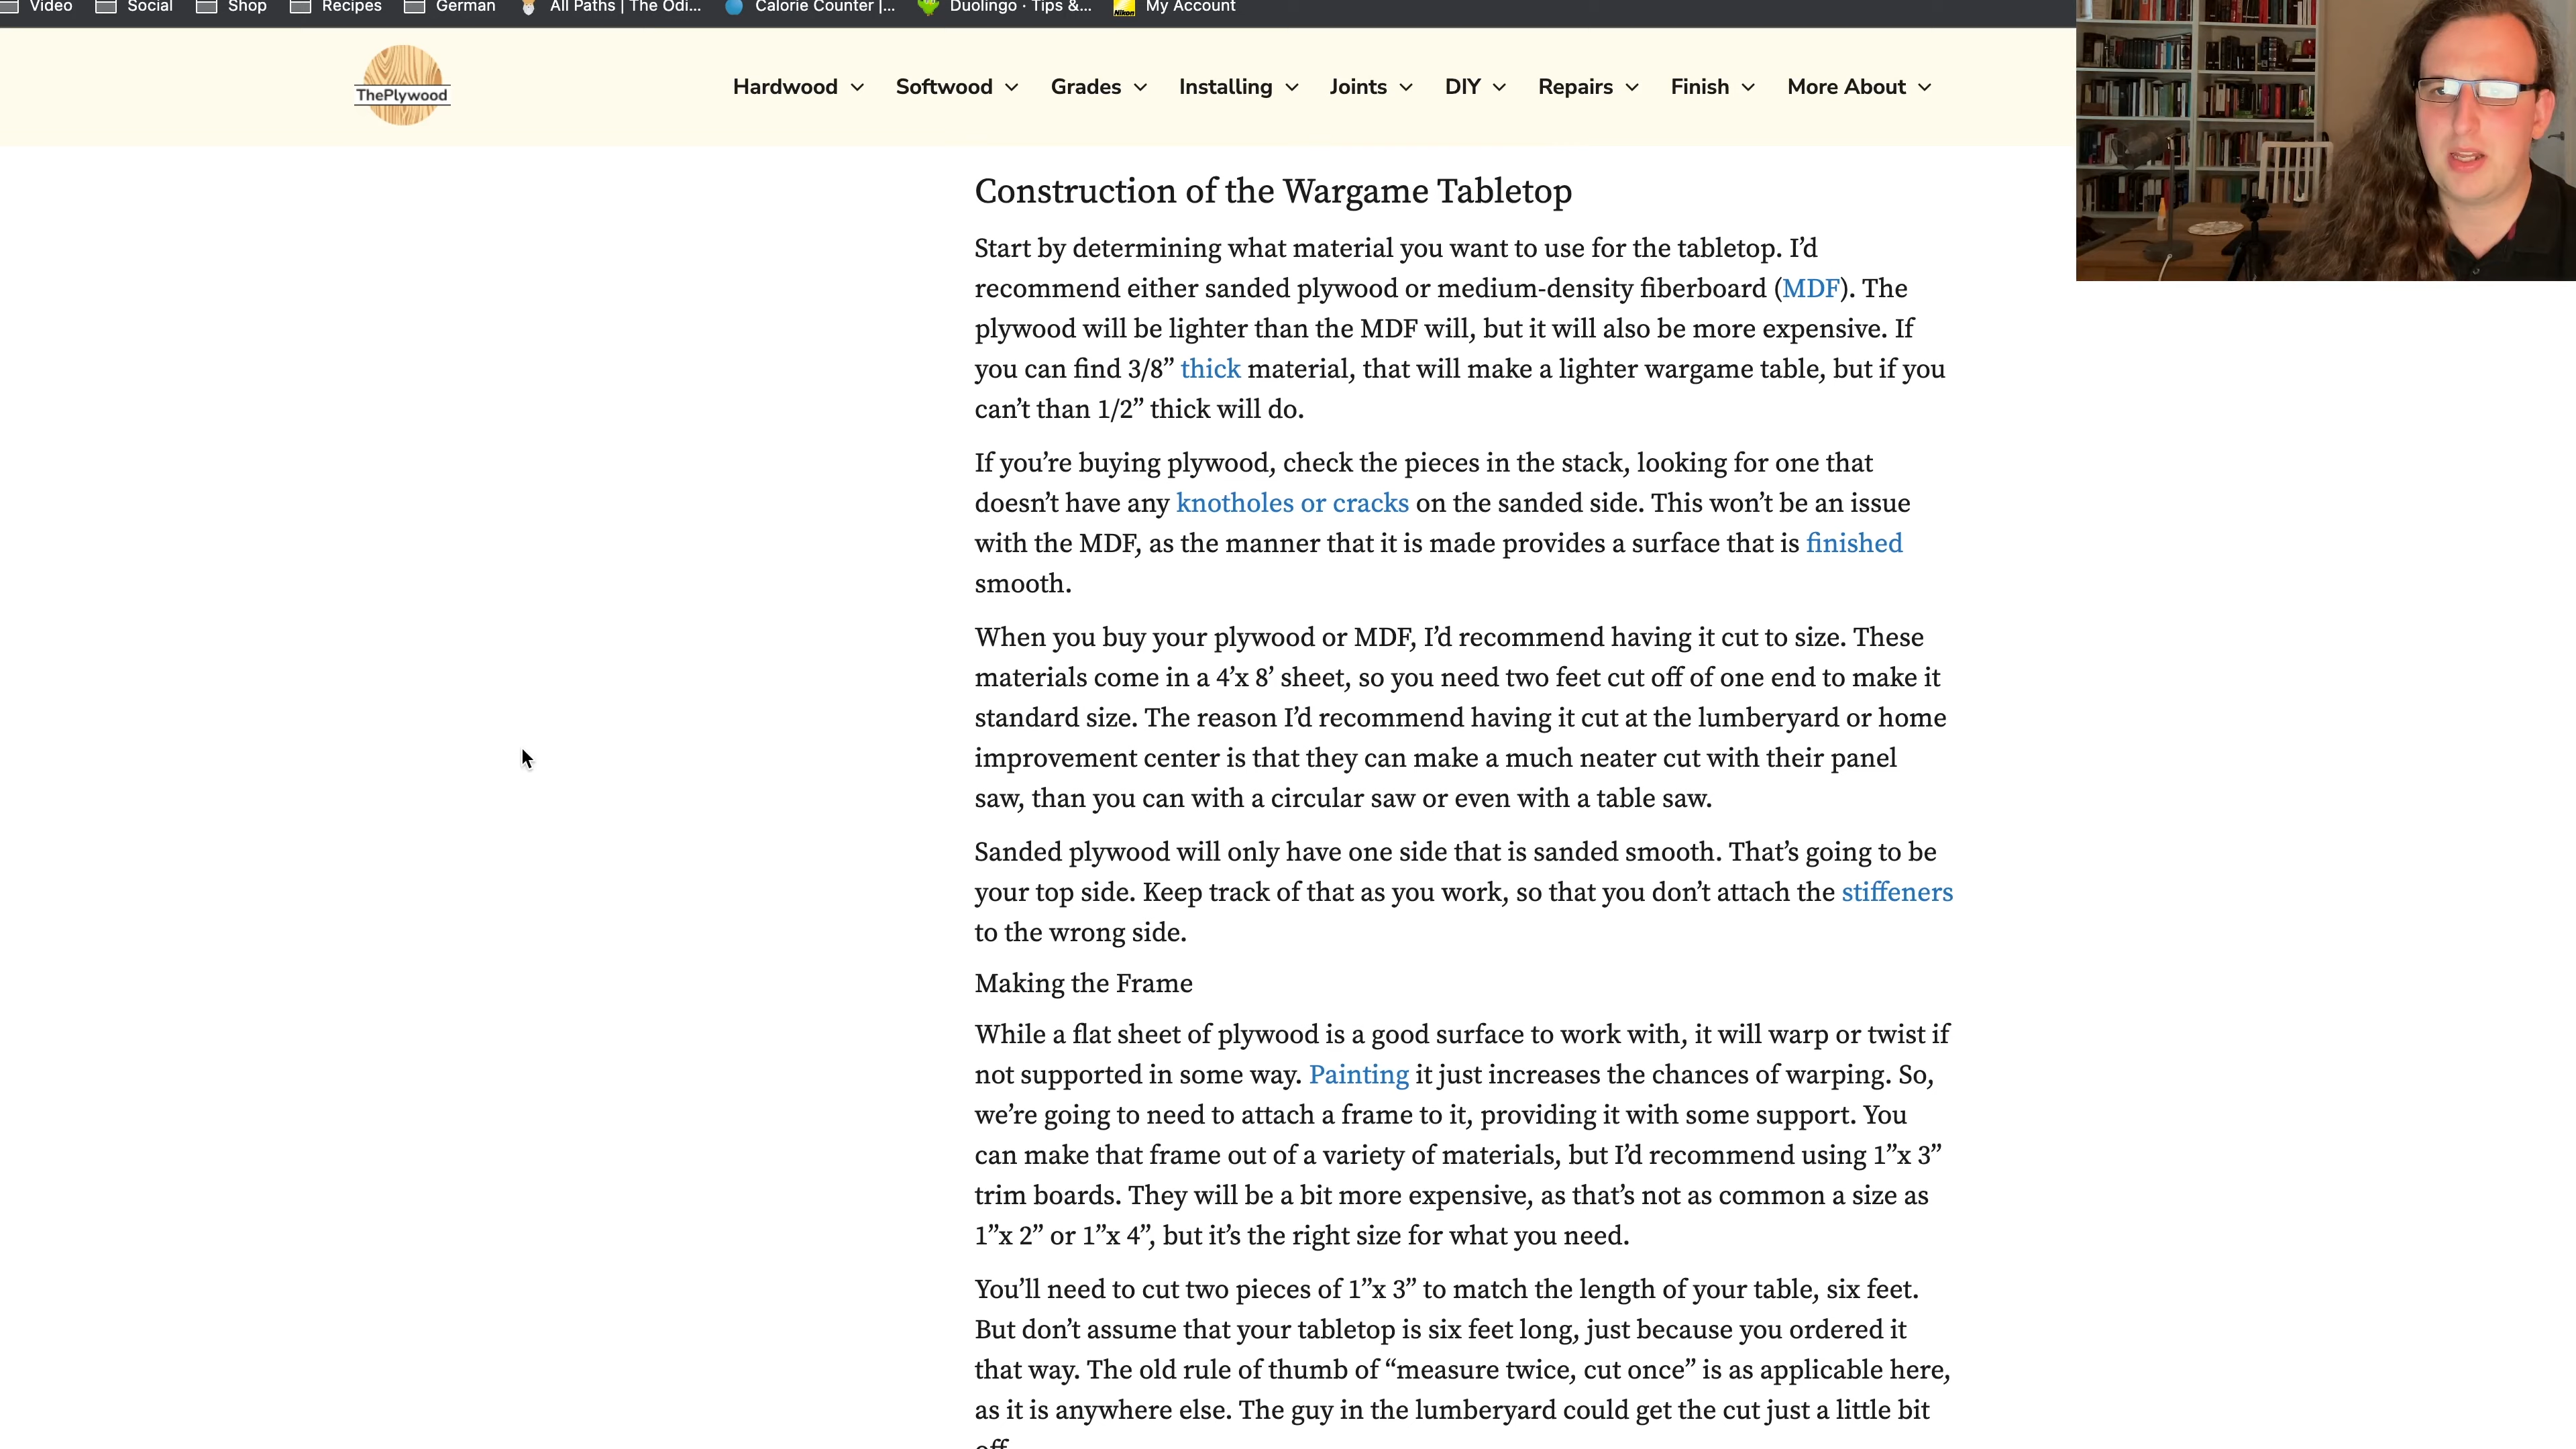 Video Social Shop Recipes German All Paths | The Odi... Calorie Counter |... Duolingo · Tips &... My Account
ThePlywood
Hardwood Softwood Grades Installing Joints DIY Repairs Finish More About
Construction of the Wargame Tabletop
Start by determining what material you want to use for the tabletop. I’d
recommend either sanded plywood or medium-density fiberboard (MDF). The
plywood will be lighter than the MDF will, but it will also be more expensive. If
you can find 3/8” thick material, that will make a lighter wargame table, but if you
can’t than 1/2” thick will do.
If you’re buying plywood, check the pieces in the stack, looking for one that
doesn’t have any knotholes or cracks on the sanded side. This won’t be an issue
with the MDF, as the manner that it is made provides a surface that is finished
smooth.
When you buy your plywood or MDF, I’d recommend having it cut to size. These
materials come in a 4’x 8’ sheet, so you need two feet cut off of one end to make it
standard size. The reason I’d recommend having it cut at the lumberyard or home
improvement center is that they can make a much neater cut with their panel
saw, than you can with a circular saw or even with a table saw.
Sanded plywood will only have one side that is sanded smooth. That’s going to be
your top side. Keep track of that as you work, so that you don’t attach the stiffeners
to the wrong side.
Making the Frame
While a flat sheet of plywood is a good surface to work with, it will warp or twist if
not supported in some way. Painting it just increases the chances of warping. So,
we’re going to need to attach a frame to it, providing it with some support. You
can make that frame out of a variety of materials, but I’d recommend using 1”x 3”
trim boards. They will be a bit more expensive, as that’s not as common a size as
1”x 2” or 1”x 4”, but it’s the right size for what you need.
You’ll need to cut two pieces of 1”x 3” to match the length of your table, six feet.
But don’t assume that your tabletop is six feet long, just because you ordered it
that way. The old rule of thumb of “measure twice, cut once” is as applicable here,
as it is anywhere else. The guy in the lumberyard could get the cut just a little bit
off.